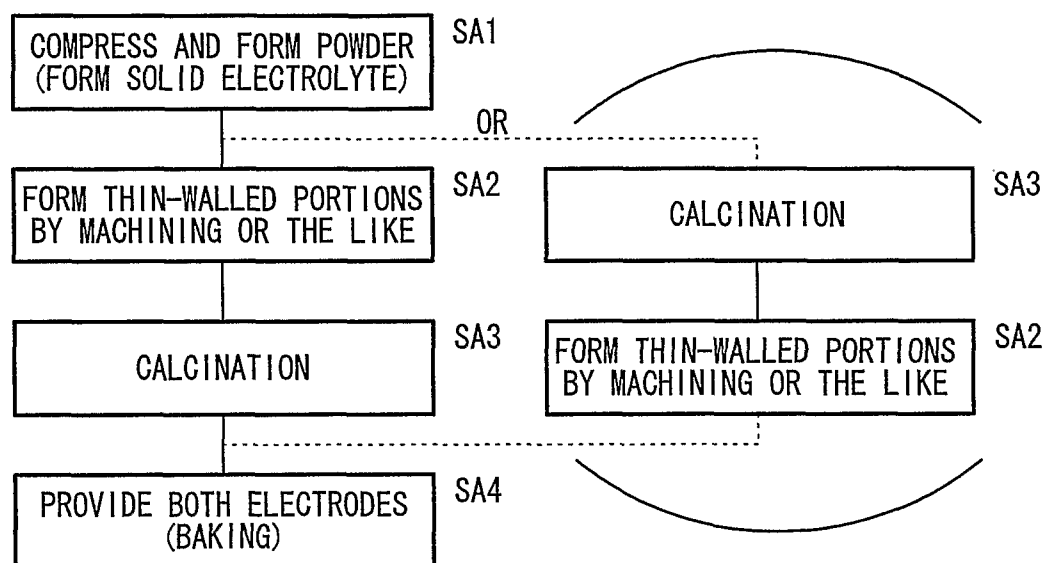 COMPRESS AND FORM POWDER
(FORM SOLID ELECTROLYTE)
SA1
OR
FORM THIN-WALLED PORTIONS
BY MACHINING OR THE LIKE
SA2
CALCINATION
SA3
CALCINATION
SA3
FORM THIN-WALLED PORTIONS
BY MACHINING OR THE LIKE
SA2
PROVIDE BOTH ELECTRODES
(BAKING)
SA4